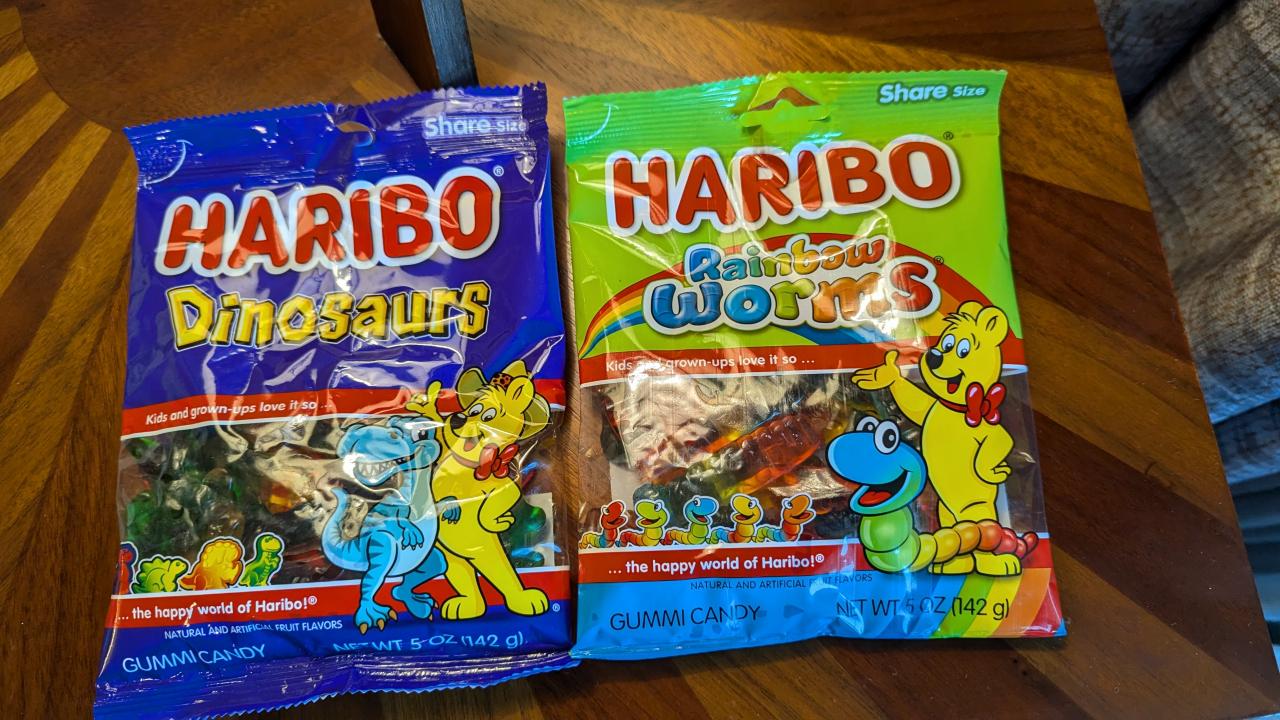 Share Size
HARIBO®
Dinosaurs
Kids and grown-ups love it so ...
... the happy world of Haribo!®
NATURAL AND ARTIFICIAL FRUIT FLAVORS
GUMMI CANDY
NET WT 5 OZ (142 g)
®
Share Size
HARIBO®
Rainbow
Worms®
Kids and grown-ups love it so ...
... the happy world of Haribo!®
NATURAL AND ARTIFICIAL FRUIT FLAVORS
GUMMI CANDY
NET WT 5 OZ (142 g)